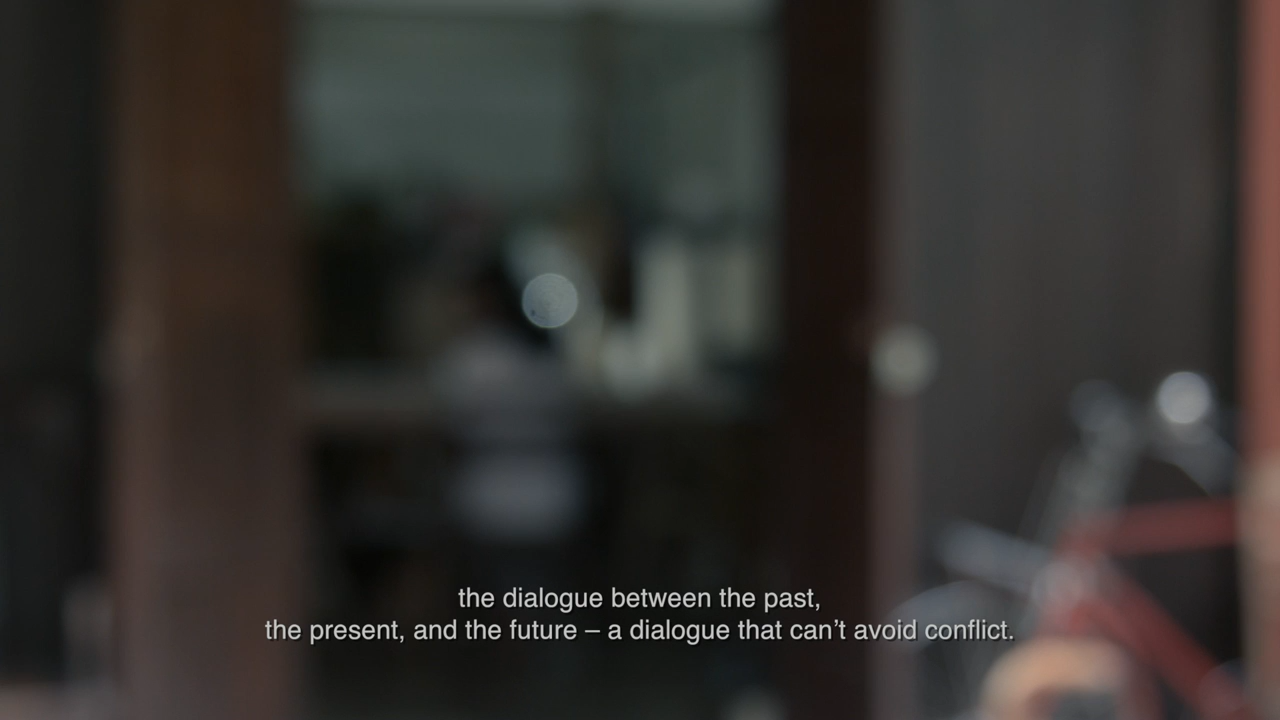 the dialogue between the past,
the present, and the future – a dialogue that can’t avoid conflict.